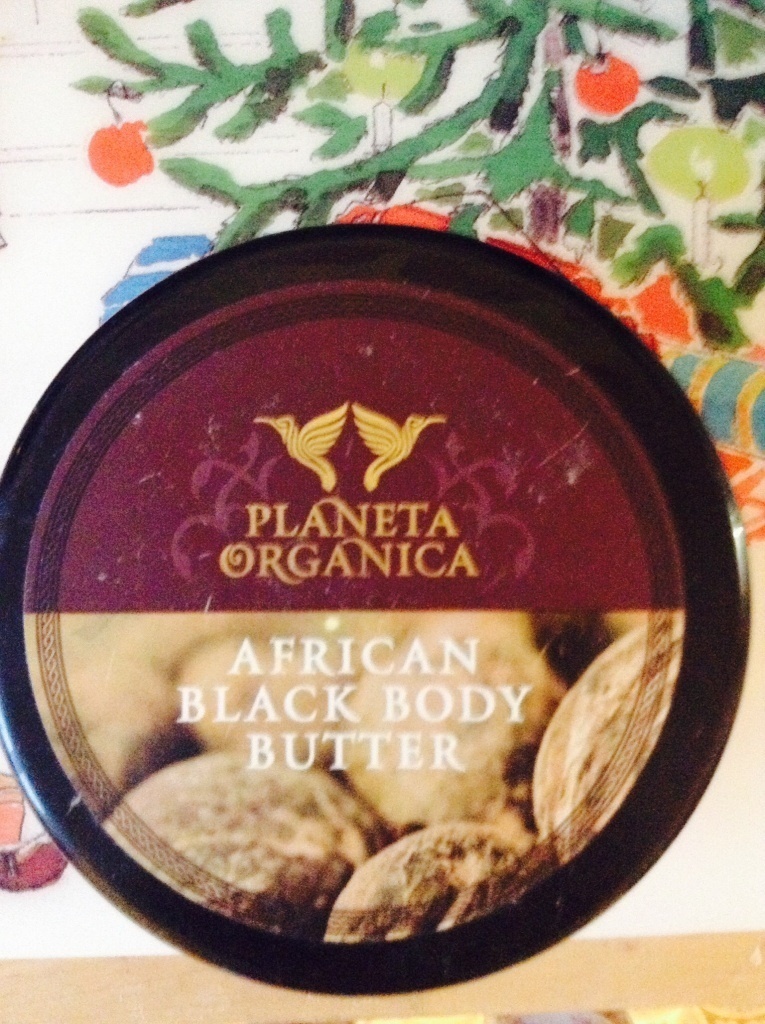 PLANETA
ORGANICA
AFRICAN
BLACK BODY
BUTTER